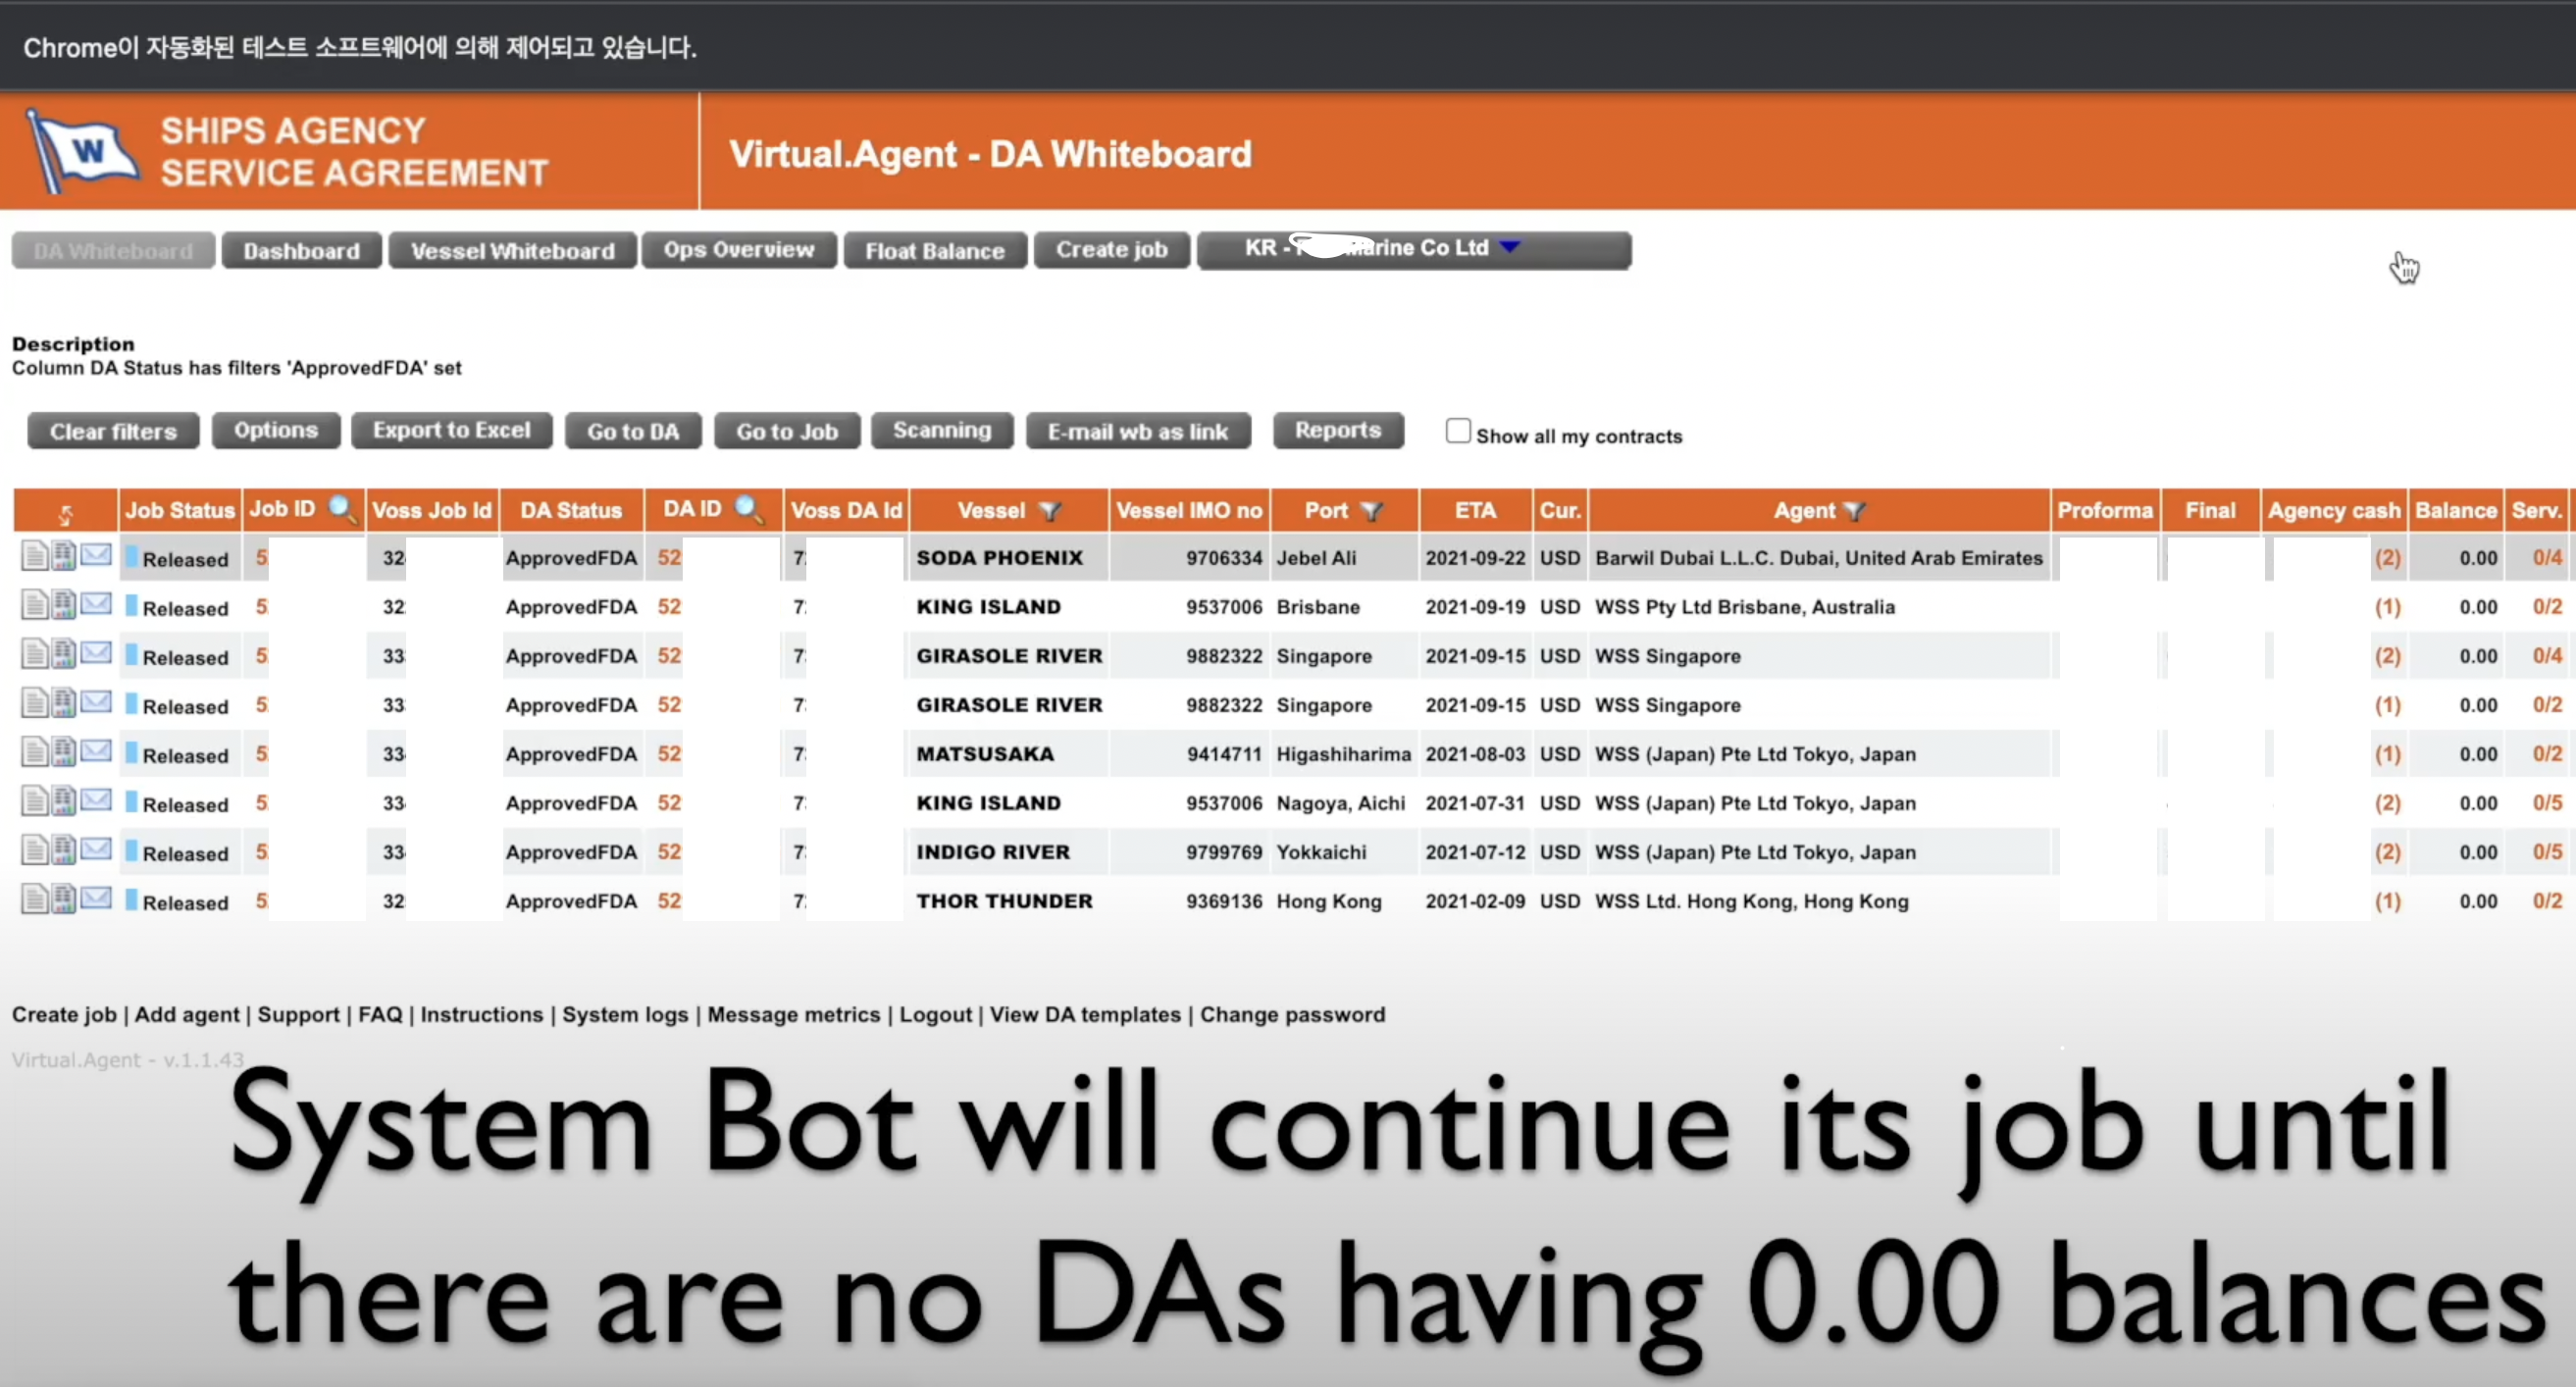 Chrome이 자동화된 테스트 소프트웨어에 의해 제어되고 있습니다.
W
SHIPS AGENCY
SERVICE AGREEMENT
Virtual.Agent - DA Whiteboard
DA Whiteboard Dashboard Vessel Whiteboard Ops Overview Float Balance Create job KR - Co Ltd
Description
Column DA Status has filters 'ApprovedFDA' set
Clear filters Options Export to Excel Go to DA Go to Job Scanning E-mail wb as link Reports Show all my contracts
Job Status Job ID Voss Job Id DA Status DA ID Voss DA Id Vessel Vessel IMO no Port ETA Cur. Agent Proforma Final Agency cash Balance Serv.
Released 5 32 ApprovedFDA 52 7 SODA PHOENIX 9706334 Jebel Ali 2021-09-22 USD Barwil Dubai L.L.C. Dubai, United Arab Emirates (2) 0.00 0/4
Released 5 32 ApprovedFDA 52 7 KING ISLAND 9537006 Brisbane 2021-09-19 USD WSS Pty Ltd Brisbane, Australia (1) 0.00 0/2
Released 5 33 ApprovedFDA 52 7 GIRASOLE RIVER 9882322 Singapore 2021-09-15 USD WSS Singapore (2) 0.00 0/4
Released 5 33 ApprovedFDA 52 7 GIRASOLE RIVER 9882322 Singapore 2021-09-15 USD WSS Singapore (1) 0.00 0/2
Released 5 33 ApprovedFDA 52 7 MATSUSAKA 9414711 Higashiharima 2021-08-03 USD WSS (Japan) Pte Ltd Tokyo, Japan (1) 0.00 0/2
Released 5 33 ApprovedFDA 52 7 KING ISLAND 9537006 Nagoya, Aichi 2021-07-31 USD WSS (Japan) Pte Ltd Tokyo, Japan (2) 0.00 0/5
Released 5 33 ApprovedFDA 52 7 INDIGO RIVER 9799769 Yokkaichi 2021-07-12 USD WSS (Japan) Pte Ltd Tokyo, Japan (2) 0.00 0/5
Released 5 32 ApprovedFDA 52 7 THOR THUNDER 9369136 Hong Kong 2021-02-09 USD WSS Ltd. Hong Kong, Hong Kong (1) 0.00 0/2
Create job | Add agent | Support | FAQ | Instructions | System logs | Message metrics | Logout | View DA templates | Change password
Virtual.Agent - v.1.1.43
System Bot will continue its job until
there are no DAs having 0.00 balances